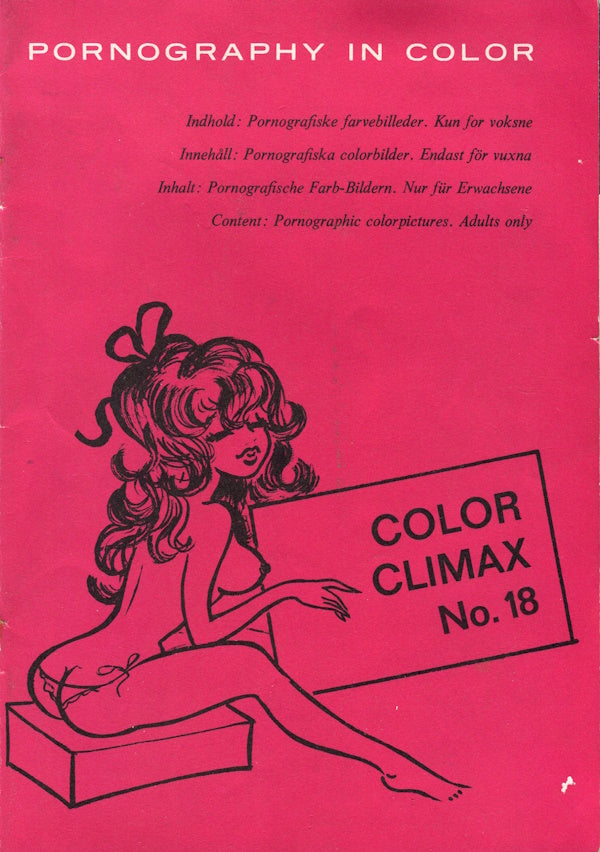 PORNOGRAPHY IN COLOR
Indhold: Pornografiske farvebilleder. Kun for voksne
Innehåll: Pornografiska colorbilder. Endast för vuxna
Inhalt: Pornografische Farb-Bildern. Nur für Erwachsene
Content: Pornographic colorpictures. Adults only
COLOR
CLIMAX
No. 18